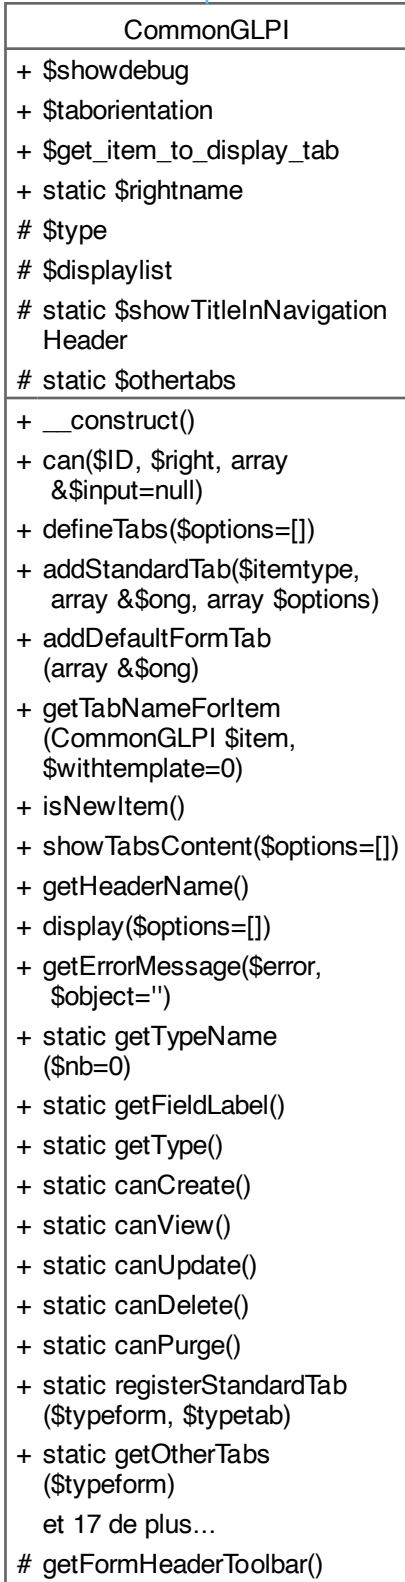 CommonGLPI
+ $showdebug
+ $taborientation
+ $get_item_to_display_tab
+ static $rightname
# $type
# $displaylist
# static $showTitleInNavigation
Header
# static $othertabs
+ __construct()
+ can($ID, $right, array
&$input=null)
+ defineTabs($options=[])
+ addStandardTab($itemtype,
array &$ong, array $options)
+ addDefaultFormTab
(array &$ong)
+ getTabNameForItem
(CommonGLPI $item,
$withtemplate=0)
+ isNewItem()
+ showTabsContent($options=[])
+ getHeaderName()
+ display($options=[])
+ getErrorMessage($error,
$object='')
+ static getTypeName
($nb=0)
+ static getFieldLabel()
+ static getType()
+ static canCreate()
+ static canView()
+ static canUpdate()
+ static canDelete()
+ static canPurge()
+ static registerStandardTab
($typeform, $typetab)
+ static getOtherTabs
($typeform)
et 17 de plus...
# getFormHeaderToolbar()